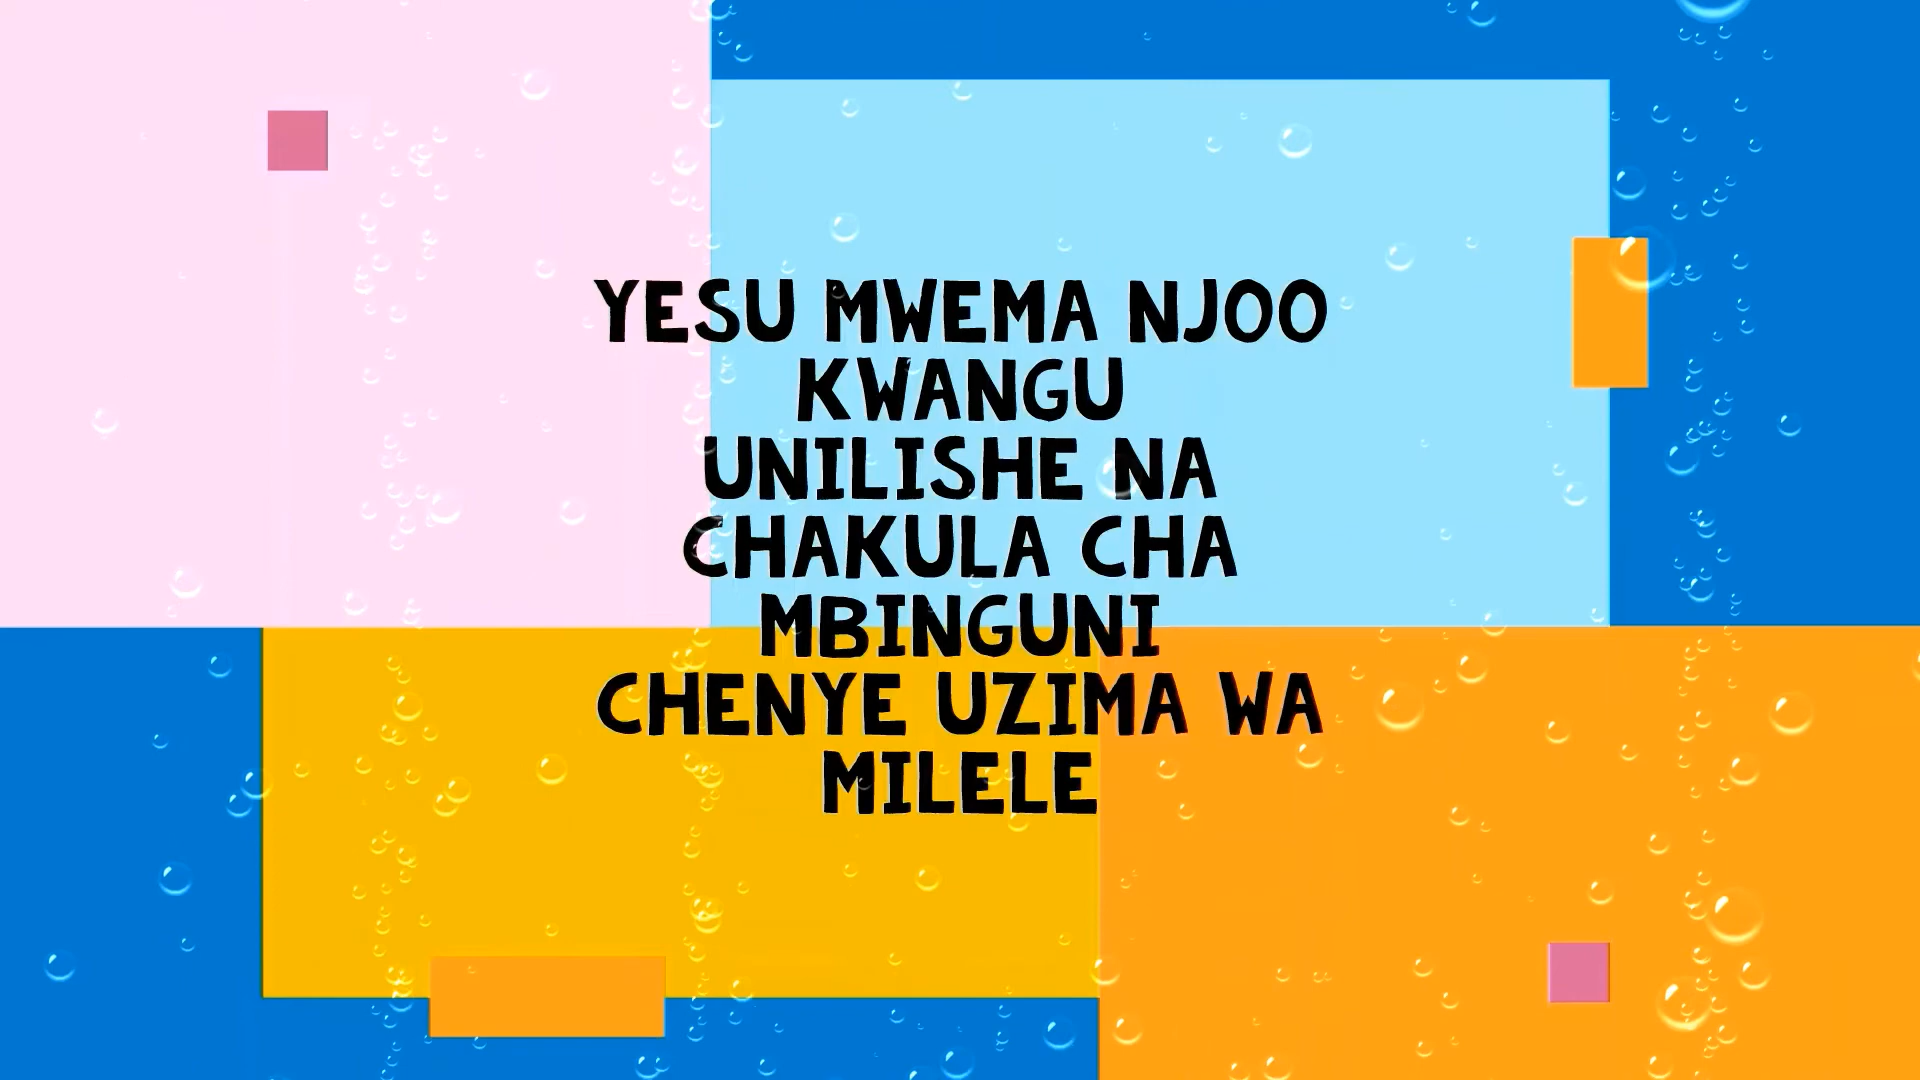 YESU MWEMA NJOO
KWANGU
UNILISHE NA
CHAKULA CHA
MBINGUNI
CHENYE UZIMA WA
MILELE